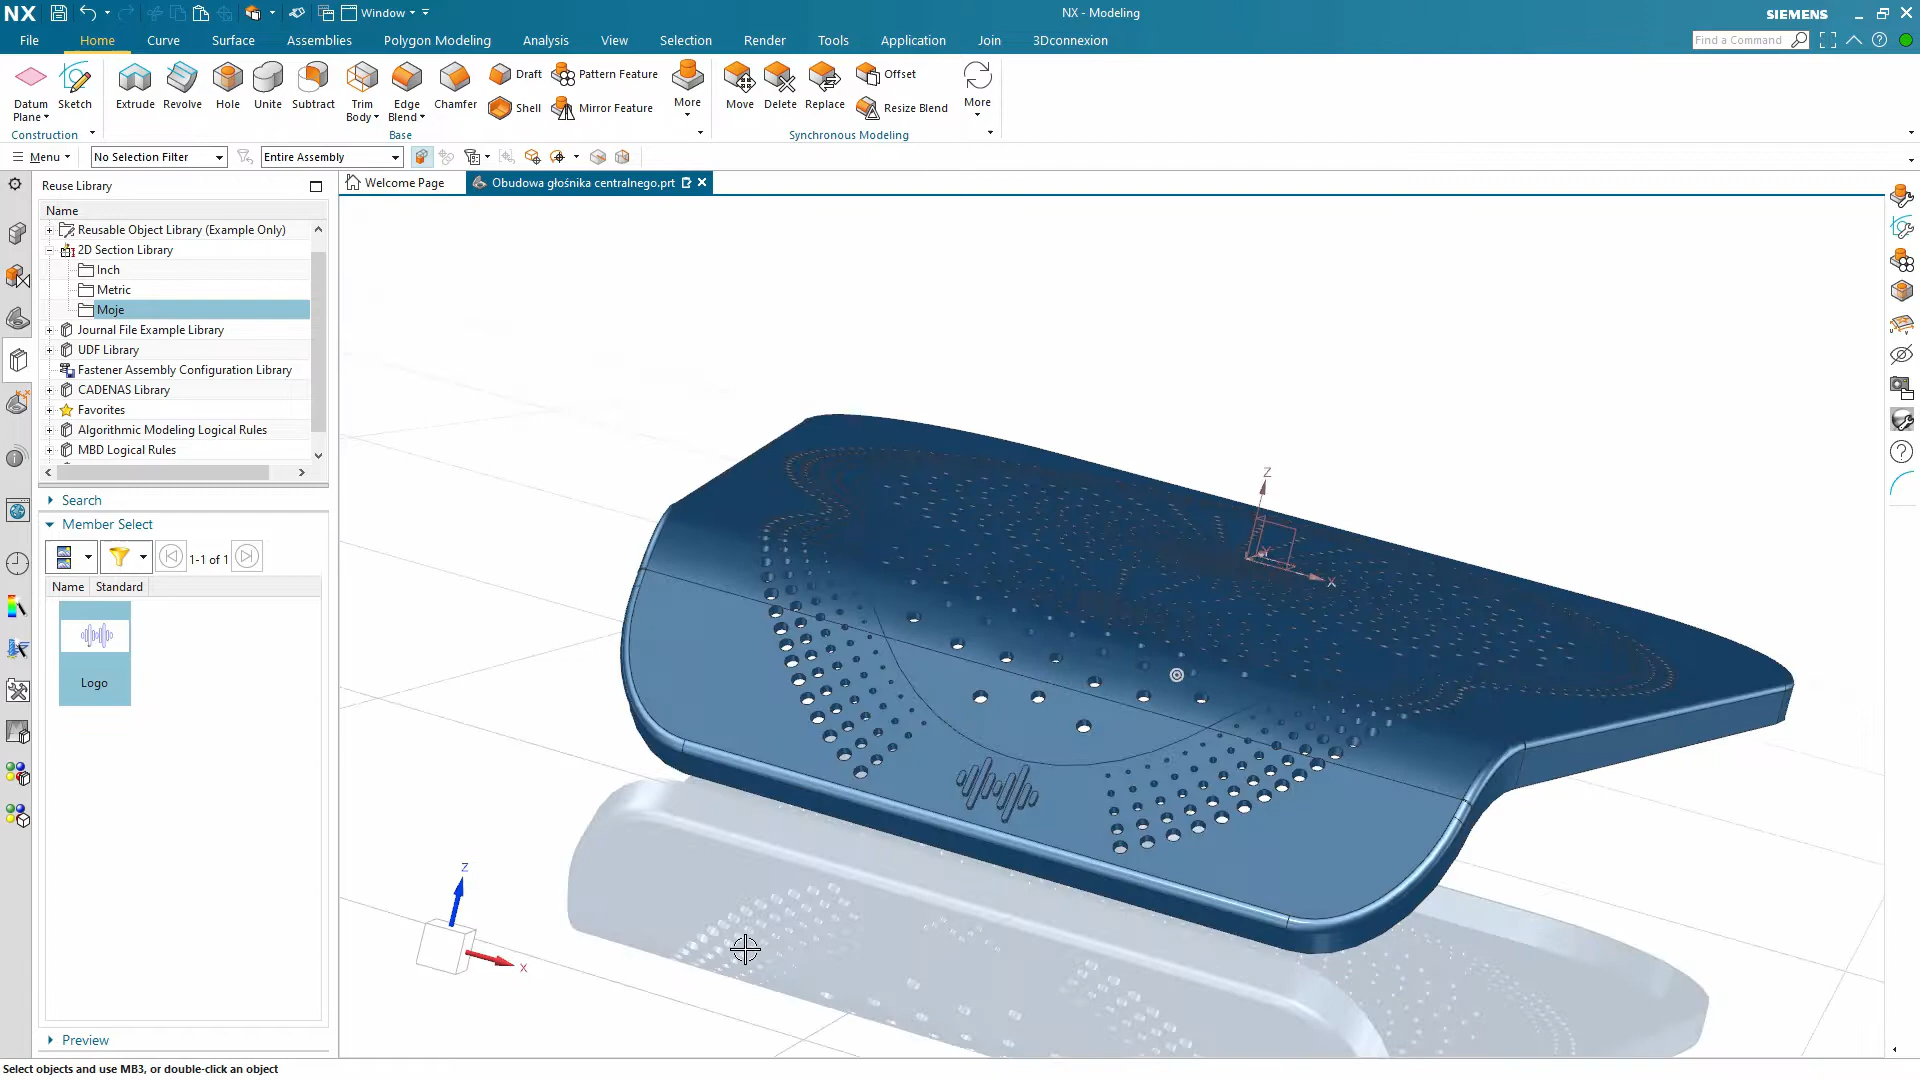 NX
Window
NX - Modeling
SIEMENS
File
Home
Curve
Surface
Assemblies
Polygon Modeling
Analysis
View
Selection
Render
Tools
Application
Join
3Dconnexion
Find a Command
Datum
Plane
Sketch
Extrude
Revolve
Hole
Unite
Subtract
Trim
Body
Edge
Blend
Chamfer
Draft
Shell
Pattern Feature
Mirror Feature
More
Move
Delete
Replace
Offset
Resize Blend
More
Construction
Base
Synchronous Modeling
Menu
No Selection Filter
Entire Assembly
Reuse Library
Welcome Page
Obudowa głośnika centralnego.prt
Name
Reusable Object Library (Example Only)
2D Section Library
Inch
Metric
Moje
Journal File Example Library
UDF Library
Fastener Assembly Configuration Library
CADENAS Library
Favorites
Algorithmic Modeling Logical Rules
MBD Logical Rules
Search
Member Select
1-1 of 1
Name
Standard
Logo
Preview
Z
X
Z
X
Select objects and use MB3, or double-click an object